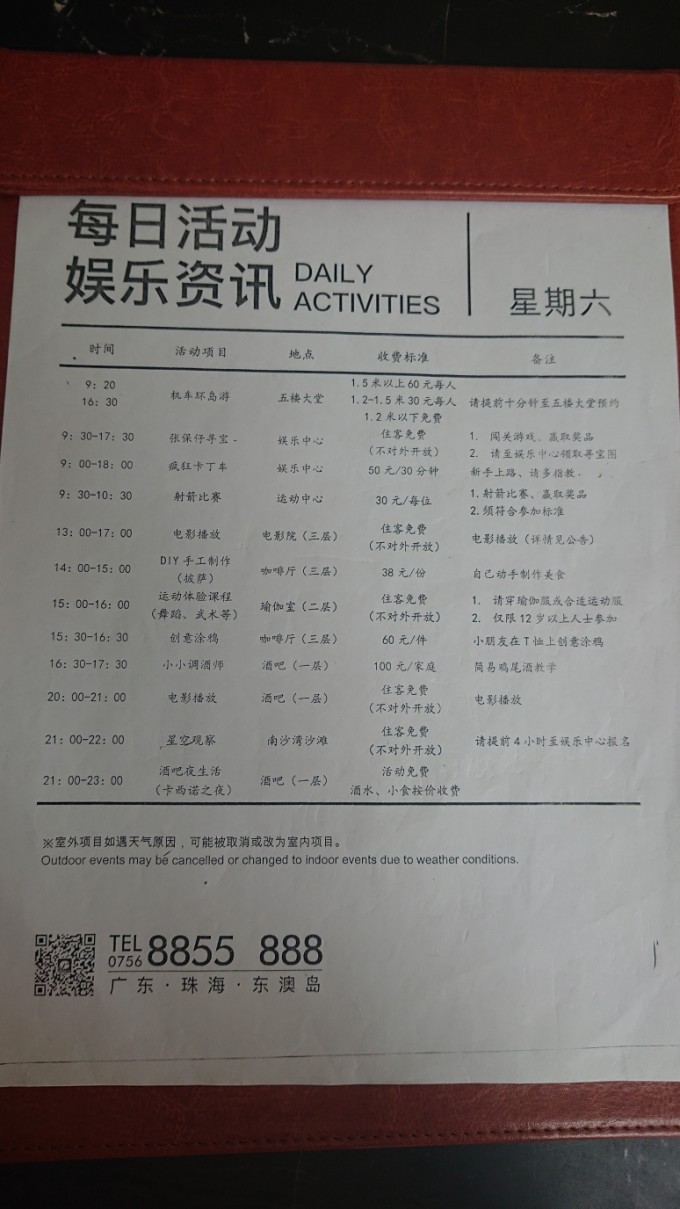 每日活动
娱乐资讯 DAILY ACTIVITIES
星期六
时间 活动项目 地点 收费标准 备注
9：20 16：30 机车环岛游 五楼大堂 1.5米以上60元每人 1.2-1.5米30元每人 1.2米以下免费 请提前十分钟至五楼大堂预约
9：30-17：30 张保仔寻宝 娱乐中心 住客免费（不对外开放） 1. 闯关游戏、赢取奖品 2. 请至娱乐中心领取寻宝图
9：00-18：00 疯狂卡丁车 娱乐中心 50元/30分钟 新手上路、请多指教.
9：30-10：30 射箭比赛 运动中心 30元/每位 1.射箭比赛、赢取奖品 2.须符合参加标准
13：00-17：00 电影播放 电影院（三层） 住客免费（不对外开放） 电影播放（详情见公告）
14：00-15：00 DIY手工制作（披萨） 咖啡厅（三层） 38元/份 自己动手制作美食
15：00-16：00 运动体验课程（舞蹈、武术等） 瑜伽室（二层） 住客免费（不对外开放） 1. 请穿瑜伽服或合适运动服 2. 仅限12岁以上人士参加
15：30-16：30 创意涂鸦 咖啡厅（三层） 60元/件 小朋友在T恤上创意涂鸦
16：30-17：30 小小调酒师 酒吧（一层） 100元/家庭 简易鸡尾酒教学
20：00-21：00 电影播放 酒吧（一层） 住客免费（不对外开放） 电影播放
21：00-22：00 星空观察 南沙湾沙滩 住客免费（不对外开放） 请提前4小时至娱乐中心报名
21：00-23：00 酒吧夜生活（卡西诺之夜） 酒吧（一层） 活动免费 酒水、小食按价收费
※室外项目如遇天气原因，可能被取消或改为室内项目。
Outdoor events may be cancelled or changed to indoor events due to weather conditions.
TEL 0756 8855 888
广东·珠海·东澳岛